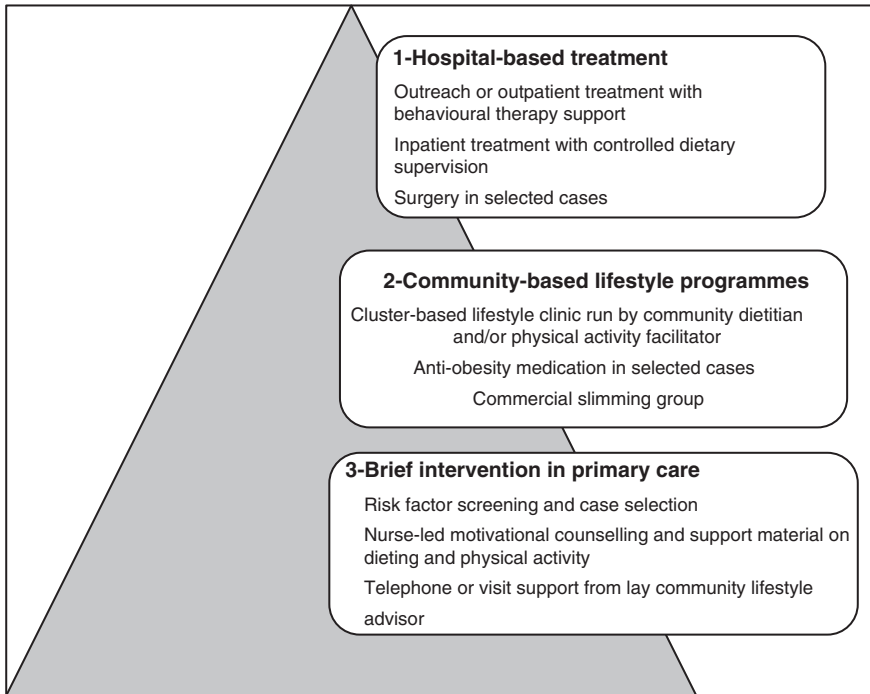 1-Hospital-based treatment
Outreach or outpatient treatment with
behavioural therapy support
Inpatient treatment with controlled dietary
supervision
Surgery in selected cases
2-Community-based lifestyle programmes
Cluster-based lifestyle clinic run by community dietitian
and/or physical activity facilitator
Anti-obesity medication in selected cases
Commercial slimming group
3-Brief intervention in primary care
Risk factor screening and case selection
Nurse-led motivational counselling and support material on
dieting and physical activity
Telephone or visit support from lay community lifestyle
advisor